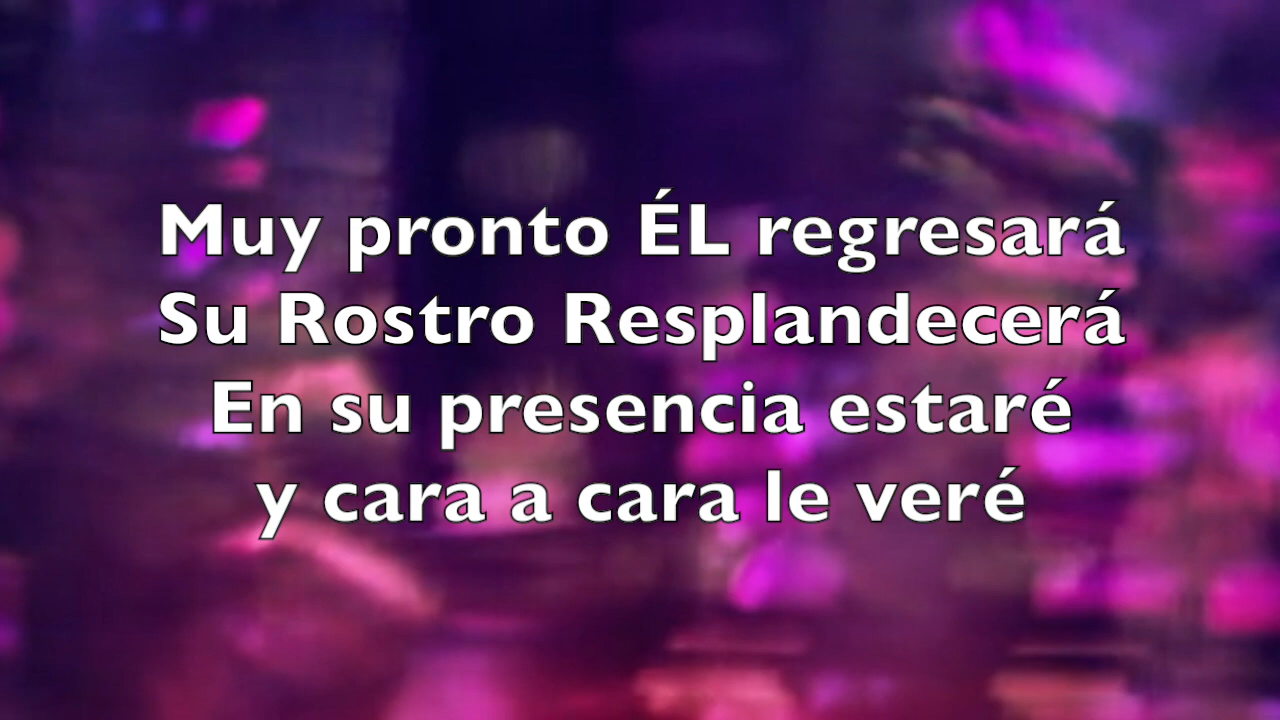 Muy pronto ÉL regresará
Su Rostro Resplandecerá
En su presencia estaré
y cara a cara le veré